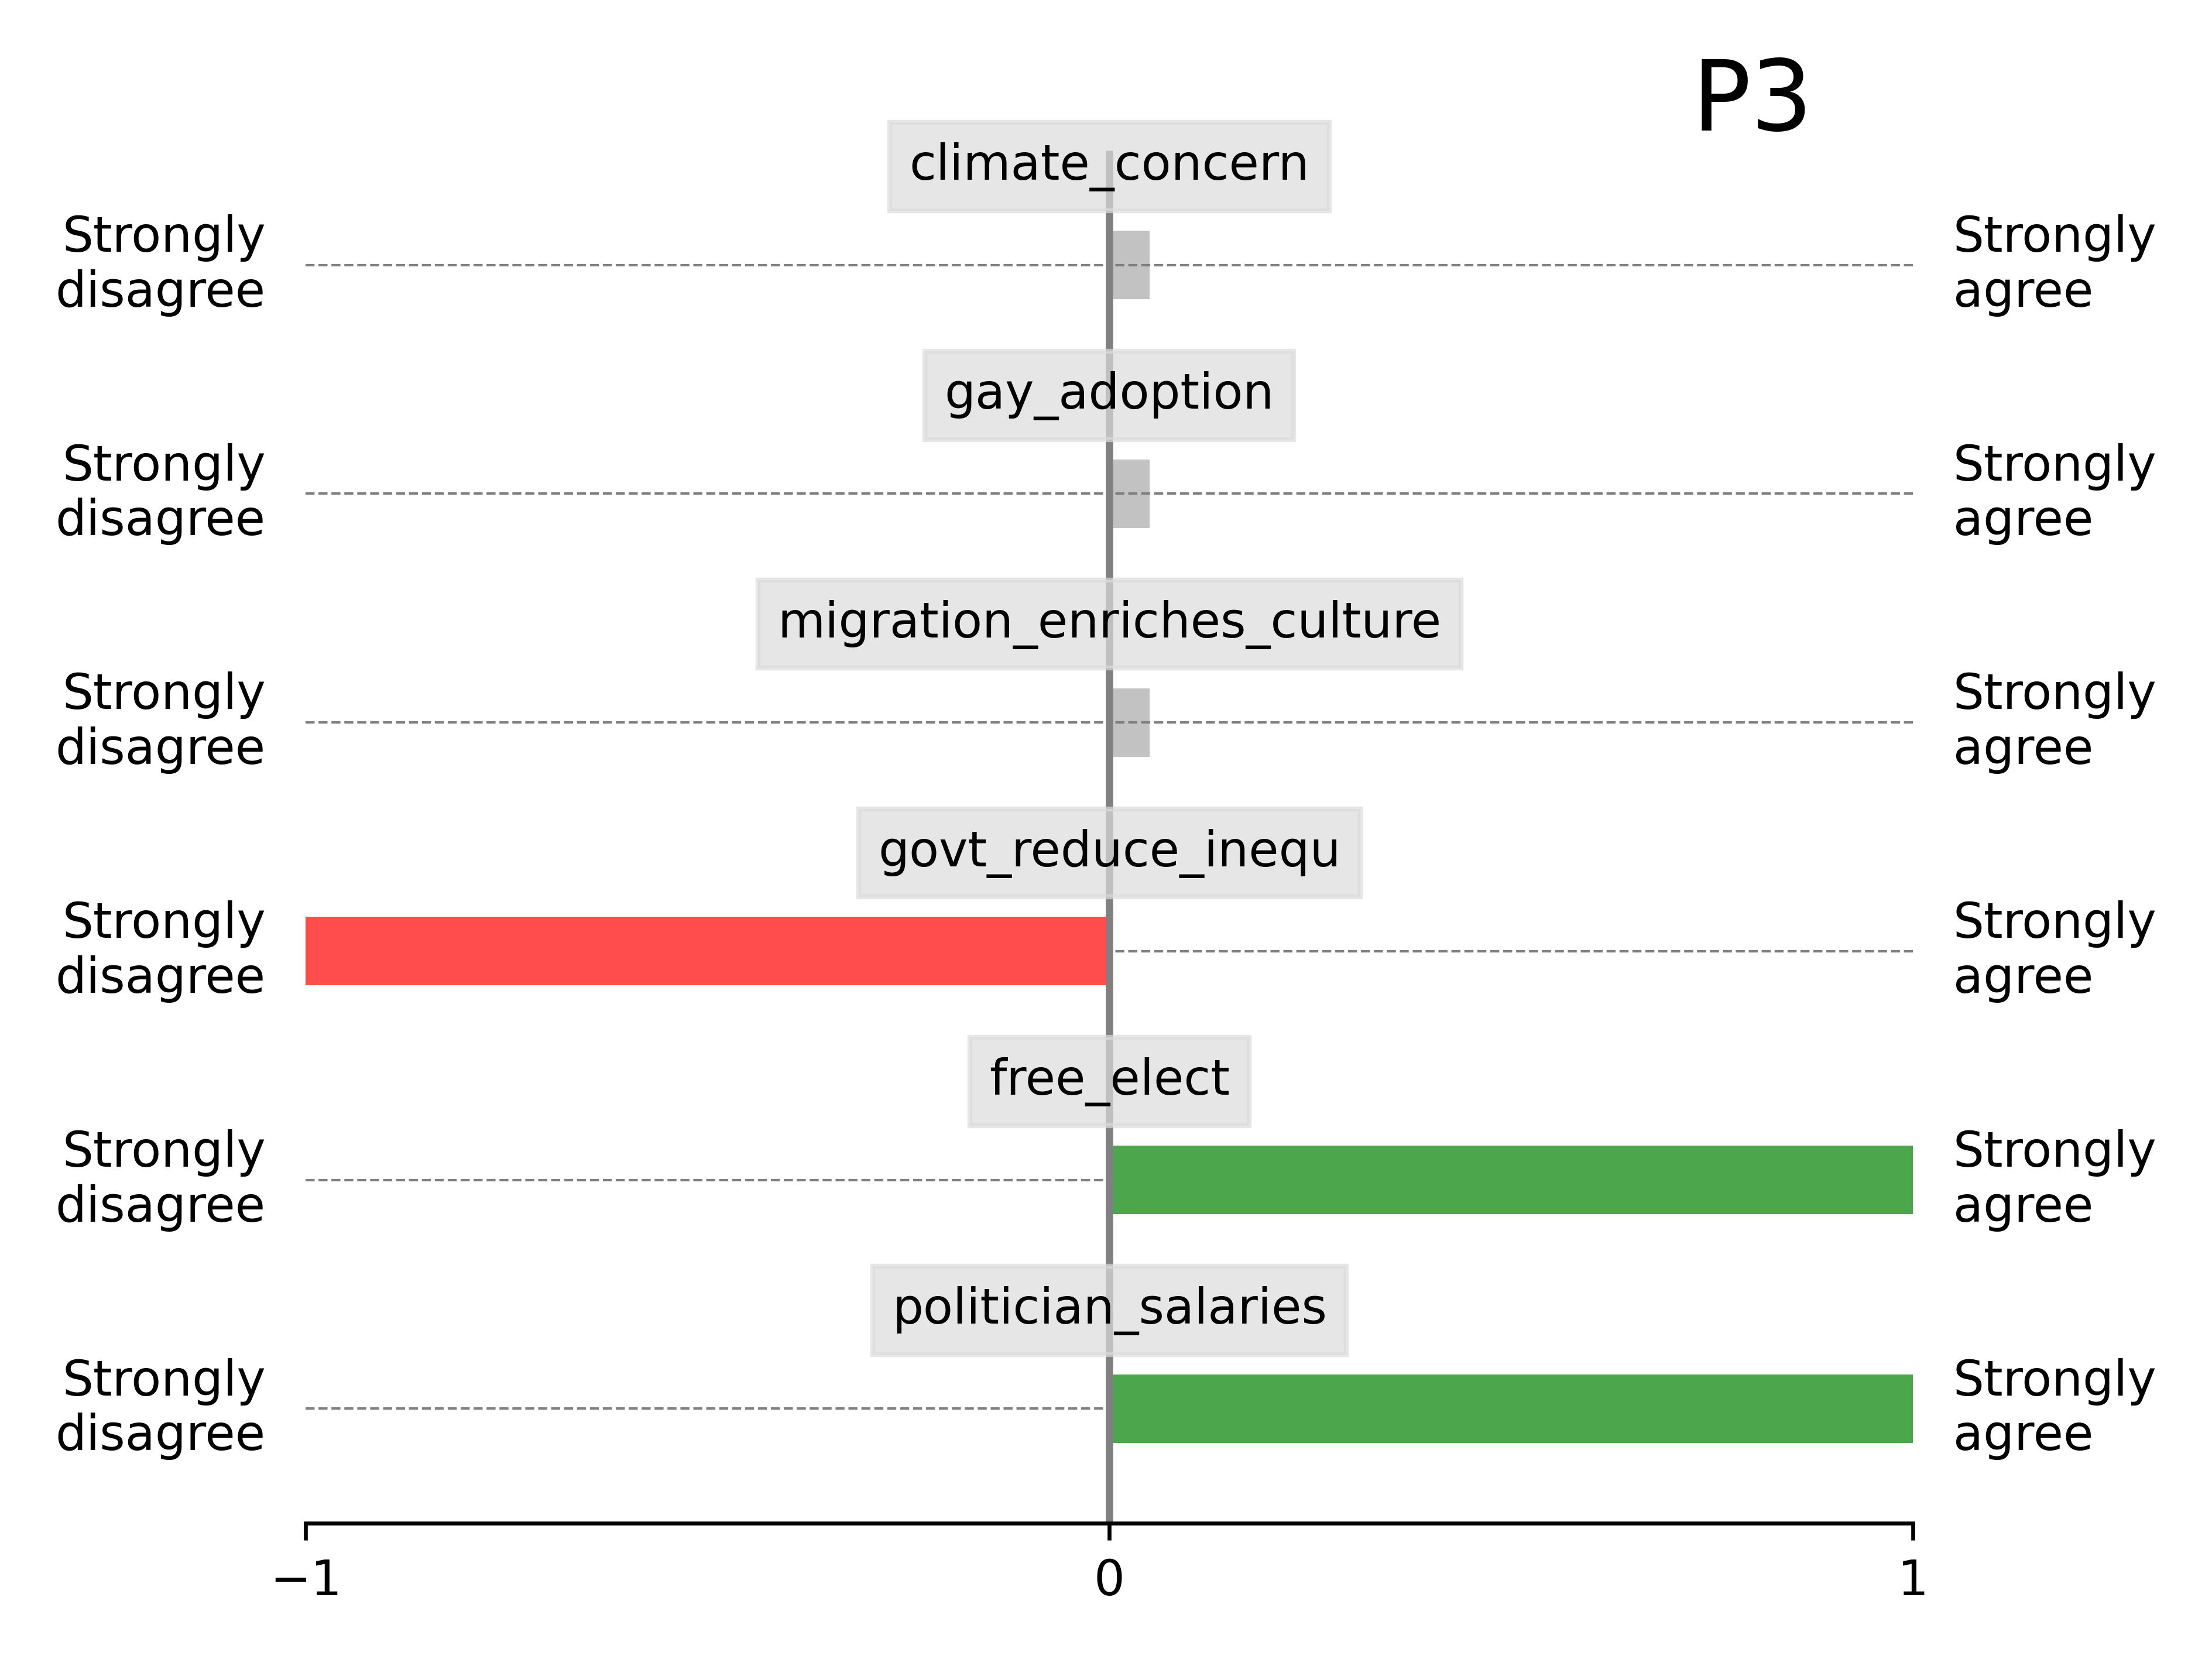 P3
climate_concern
Strongly
disagree
Strongly
agree
gay_adoption
Strongly
disagree
Strongly
agree
migration_enriches_culture
Strongly
disagree
Strongly
agree
govt_reduce_inequ
Strongly
disagree
Strongly
agree
free_elect
Strongly
disagree
Strongly
agree
politician_salaries
Strongly
disagree
Strongly
agree
−1 0 1